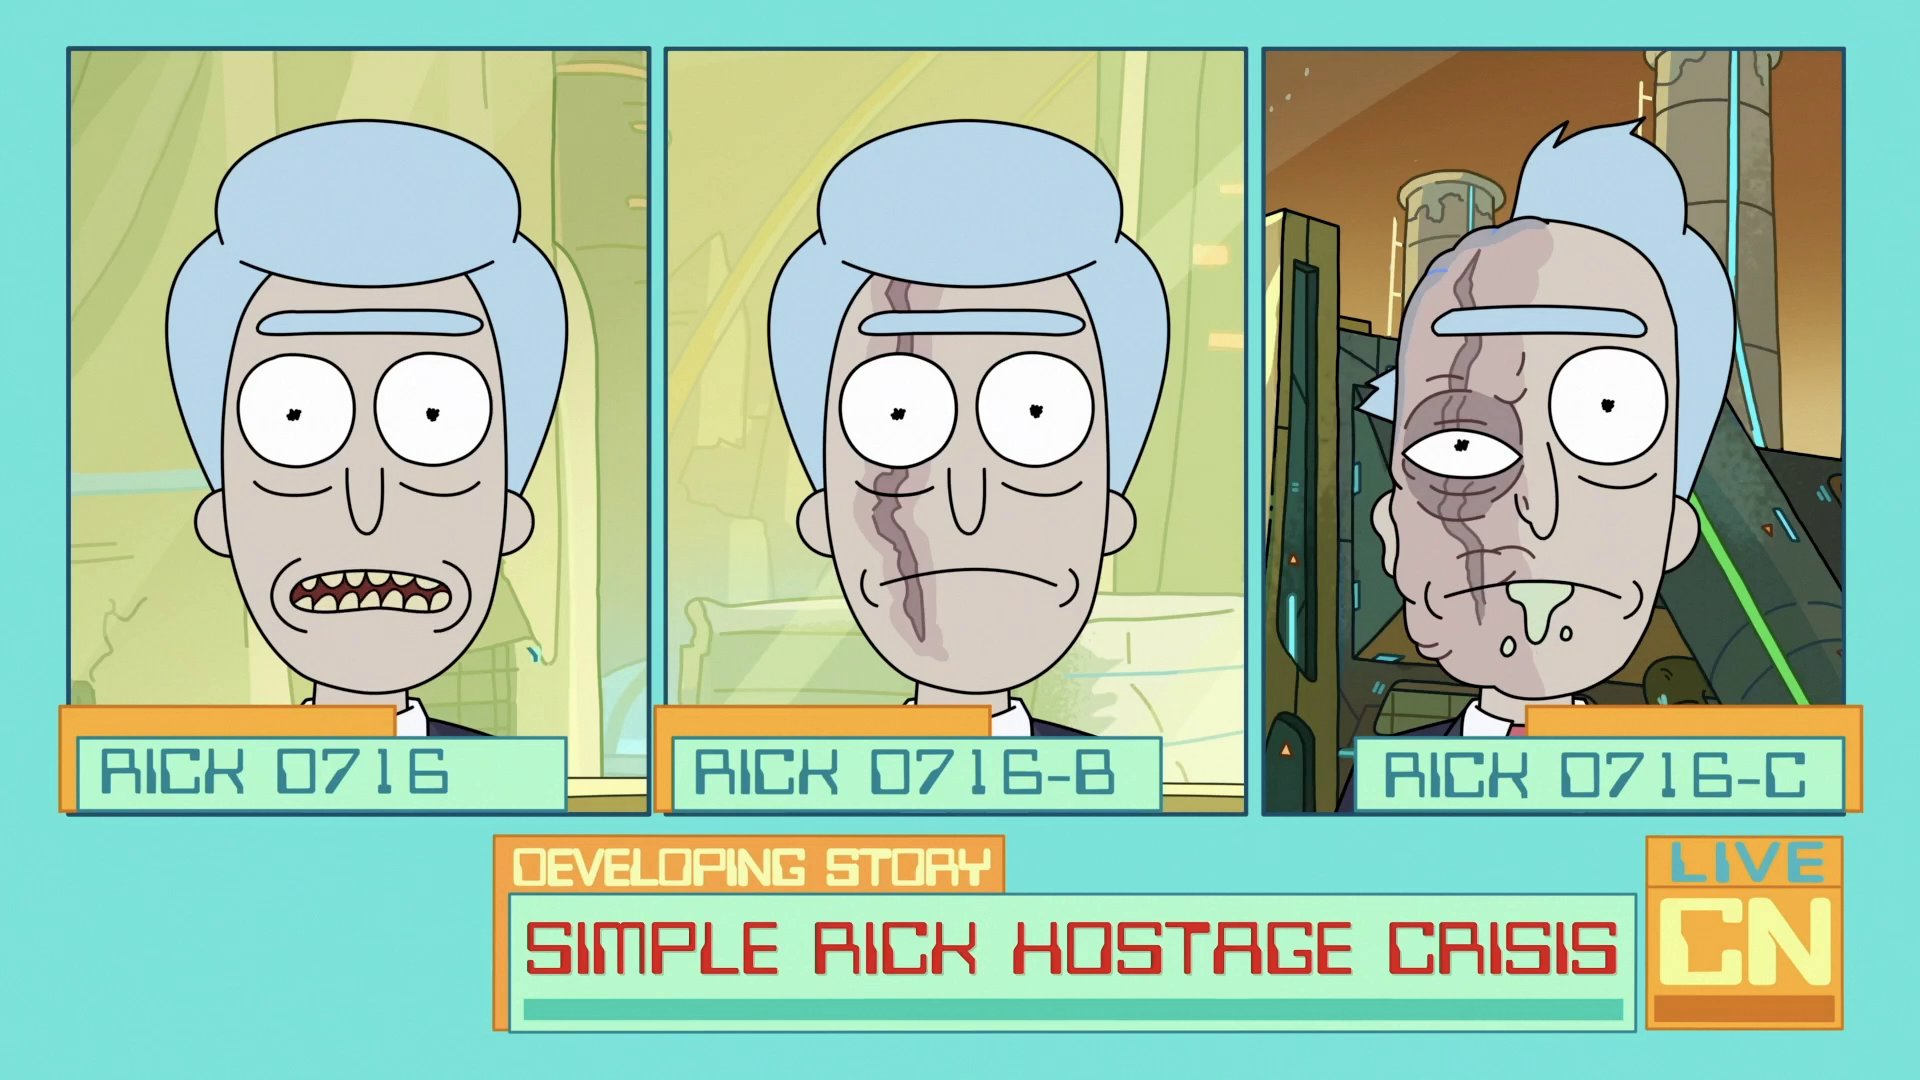 RICK 0716
RICK 0716-B
RICK 0716-C
DEVELOPING STORY
SIMPLE RICK HOSTAGE CRISIS
LIVE
CN